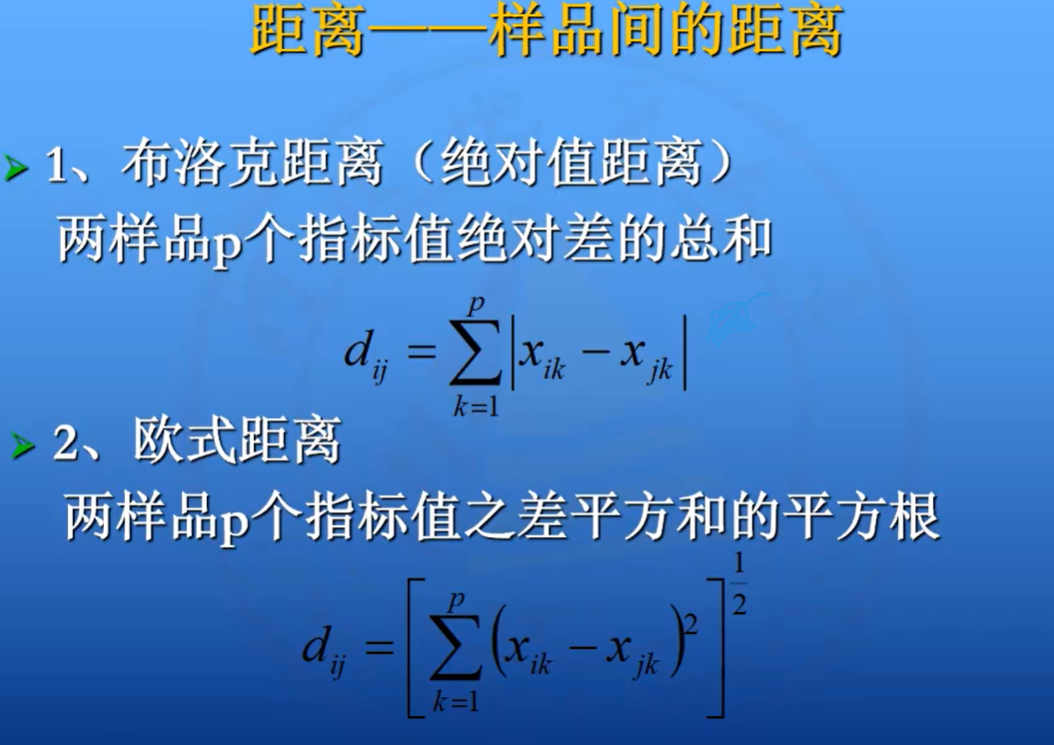 距离——样品间的距离
1、布洛克距离（绝对值距离）
两样品p个指标值绝对差的总和
d_{ij} = \sum_{k=1}^{p} |x_{ik} - x_{jk}|
2、欧式距离
两样品p个指标值之差平方和的平方根
d_{ij} = \left[ \sum_{k=1}^{p} (x_{ik} - x_{jk})^2 \right]^{\frac{1}{2}}